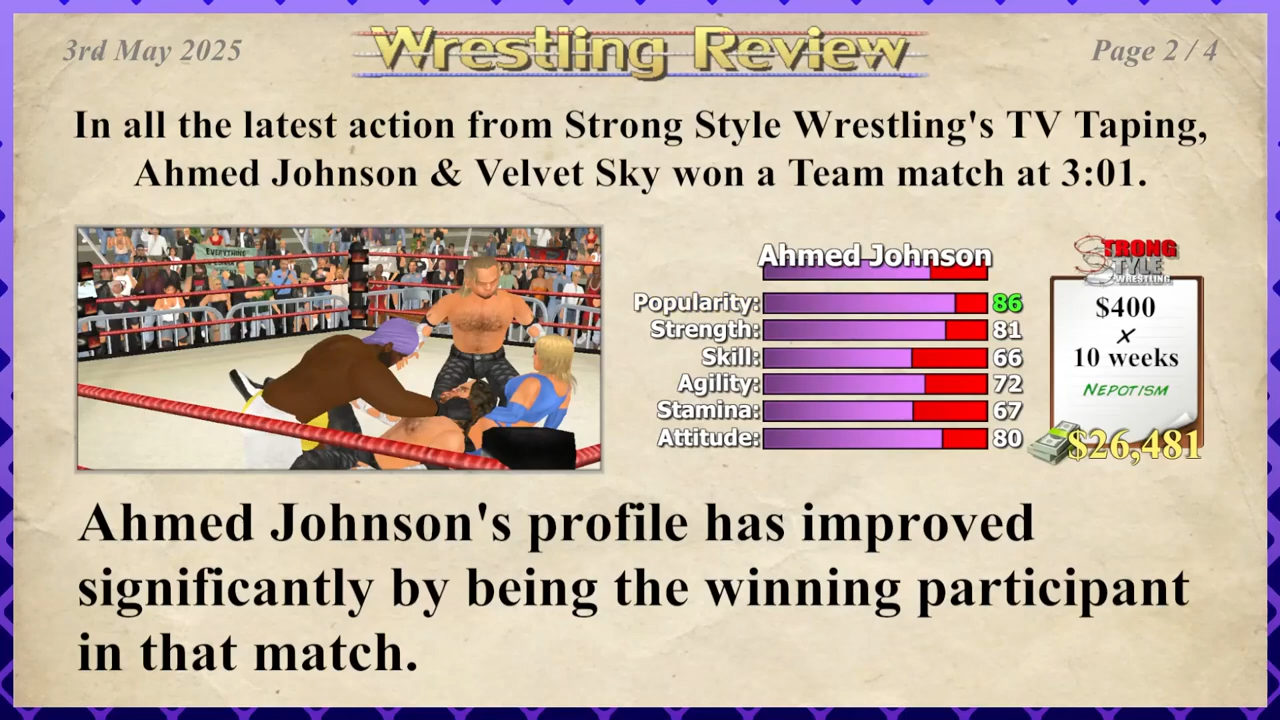 3rd May 2025
Wrestling Review
Page 2 / 4
In all the latest action from Strong Style Wrestling's TV Taping,
Ahmed Johnson & Velvet Sky won a Team match at 3:01.
EVERYTHING
Ahmed Johnson
Popularity: 86
Strength: 81
Skill: 66
Agility: 72
Stamina: 67
Attitude: 80
STRONG
STYLE
WRESTLING
$400
x
10 weeks
NEPOTISM
$26,481
Ahmed Johnson's profile has improved
significantly by being the winning participant
in that match.